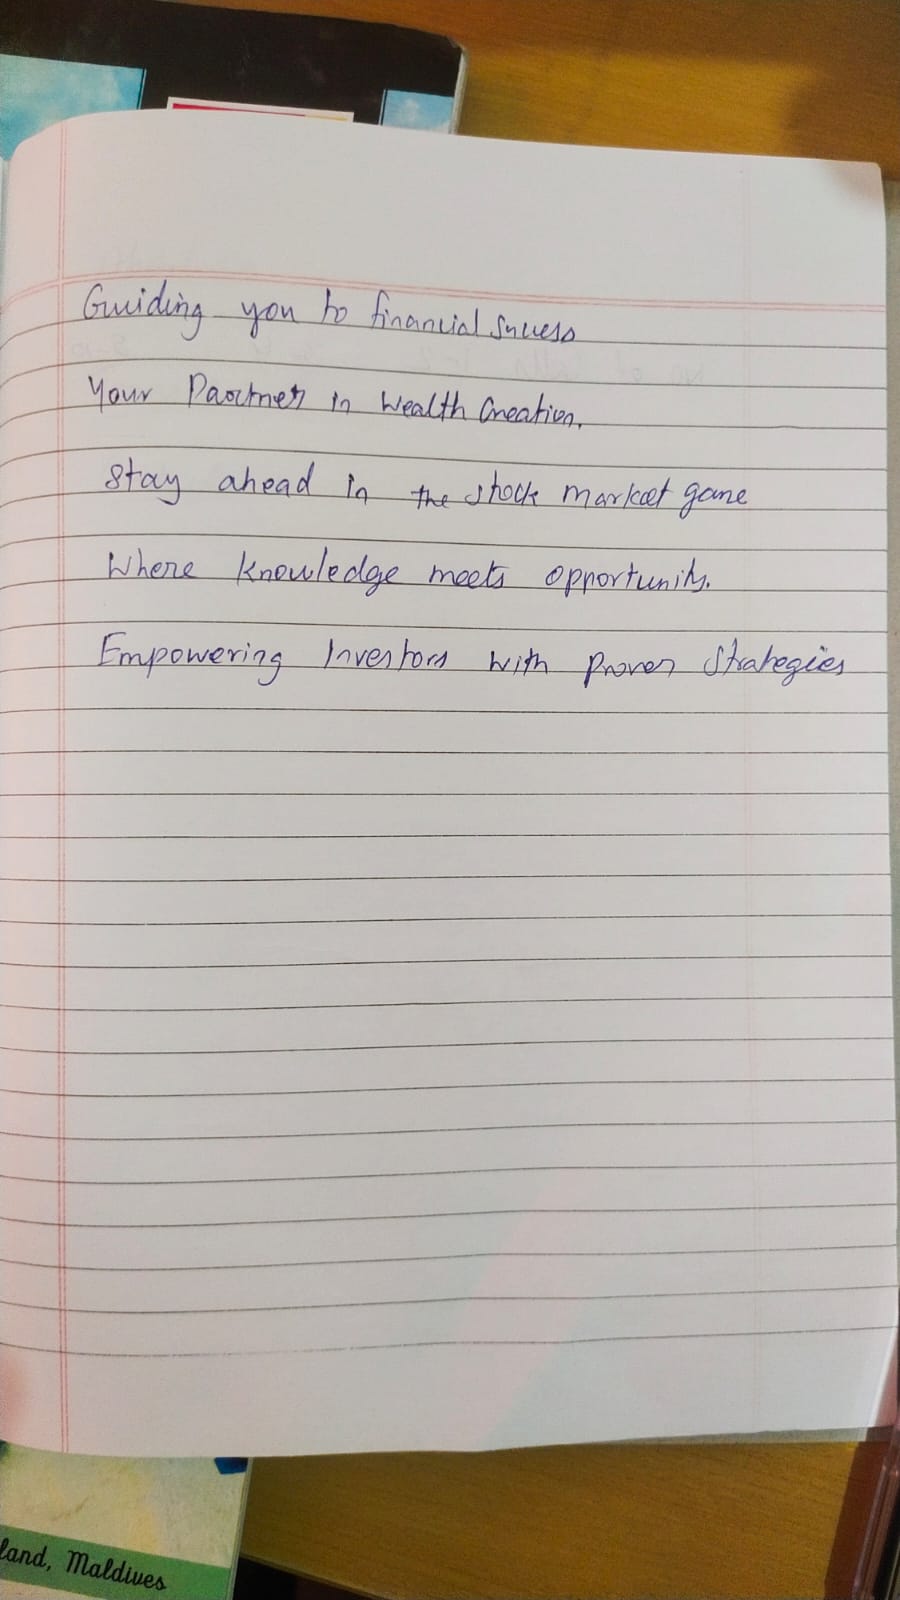 Guiding you to financial success
Your Partner in Wealth Creation.
Stay ahead in the stock market game
Where knowledge meets opportunity.
Empowering Investors with proven Strategies
land, Maldives